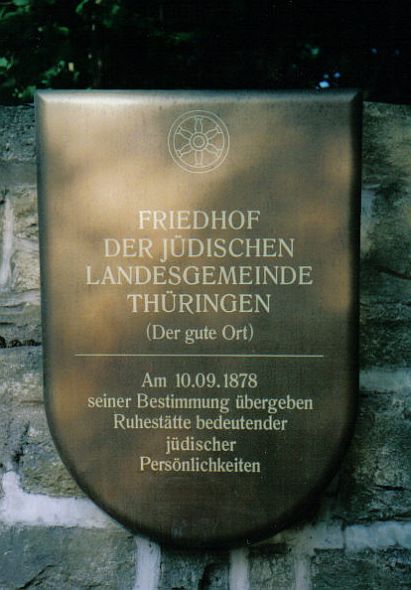 FRIEDHOF
DER JÜDISCHEN
LANDESGEMEINDE
THÜRINGEN
(Der gute Ort)
Am 10.09.1878
seiner Bestimmung übergeben
Ruhestätte bedeutender
jüdischer
Persönlichkeiten